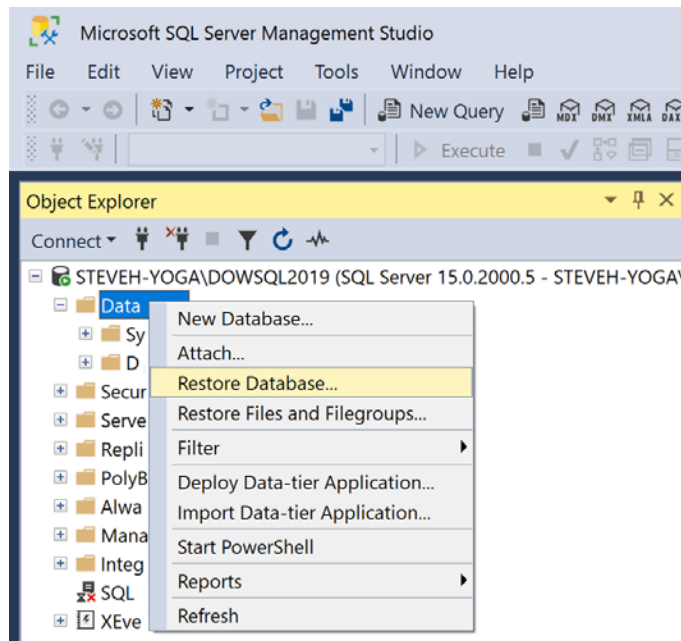 Microsoft SQL Server Management Studio
File Edit View Project Tools Window Help
New Query MDX DMX XMLA DAX
Execute
Object Explorer
Connect
STEVEH-YOGA\DOWSQL2019 (SQL Server 15.0.2000.5 - STEVEH-YOGA\
Data
New Database...
Sy
Attach...
D
Restore Database...
Secur
Restore Files and Filegroups...
Serve
Repli
Filter
PolyB
Deploy Data-tier Application...
Alwa
Import Data-tier Application...
Mana
Start PowerShell
Integ
Reports
SQL
Refresh
XEve